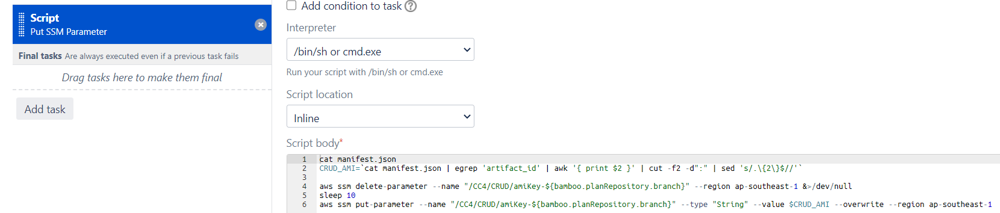 Script
Put SSM Parameter
Final tasks Are always executed even if a previous task fails
Drag tasks here to make them final
Add task
Add condition to task ?
Interpreter
/bin/sh or cmd.exe
Run your script with /bin/sh or cmd.exe
Script location
Inline
Script body*
1 cat manifest.json
2 CRUD_AMI=`cat manifest.json | egrep 'artifact_id' | awk '{ print $2 }' | cut -f2 -d":" | sed 's/.\{2\}$//'`
3
4 aws ssm delete-parameter --name "/CC4/CRUD/amiKey-${bamboo.planRepository.branch}" --region ap-southeast-1 &>/dev/null
5 sleep 10
6 aws ssm put-parameter --name "/CC4/CRUD/amiKey-${bamboo.planRepository.branch}" --type "String" --value $CRUD_AMI --overwrite --region ap-southeast-1